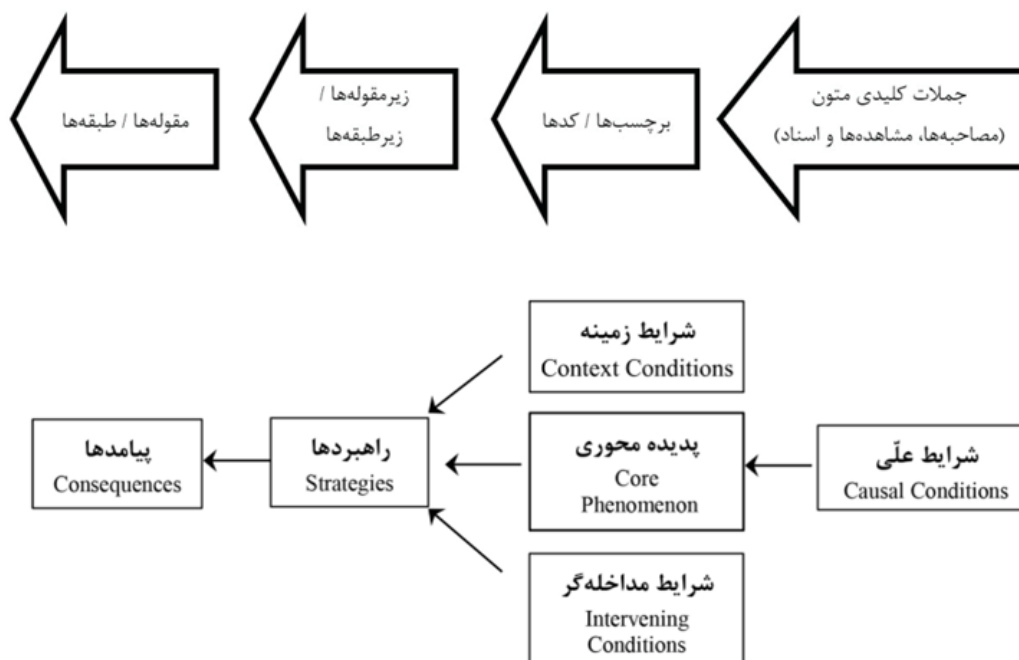 جملات کلیدی متون
(مصاحبه‌ها، مشاهده‌ها و اسناد)
برچسب‌ها / کدها
زیرمقوله‌ها /
زیرطبقه‌ها
مقوله‌ها / طبقه‌ها
شرایط زمینه
Context Conditions
شرایط علّی
Causal Conditions
پدیده محوری
Core
Phenomenon
راهبردها
Strategies
پیامدها
Consequences
شرایط مداخله‌گر
Intervening
Conditions